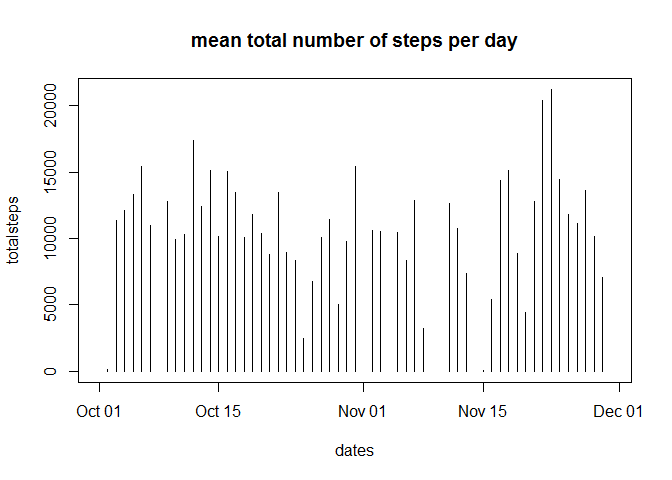 mean total number of steps per day
totalsteps
20000
15000
10000
5000
0
Oct 01 Oct 15 Nov 01 Nov 15 Dec 01
dates